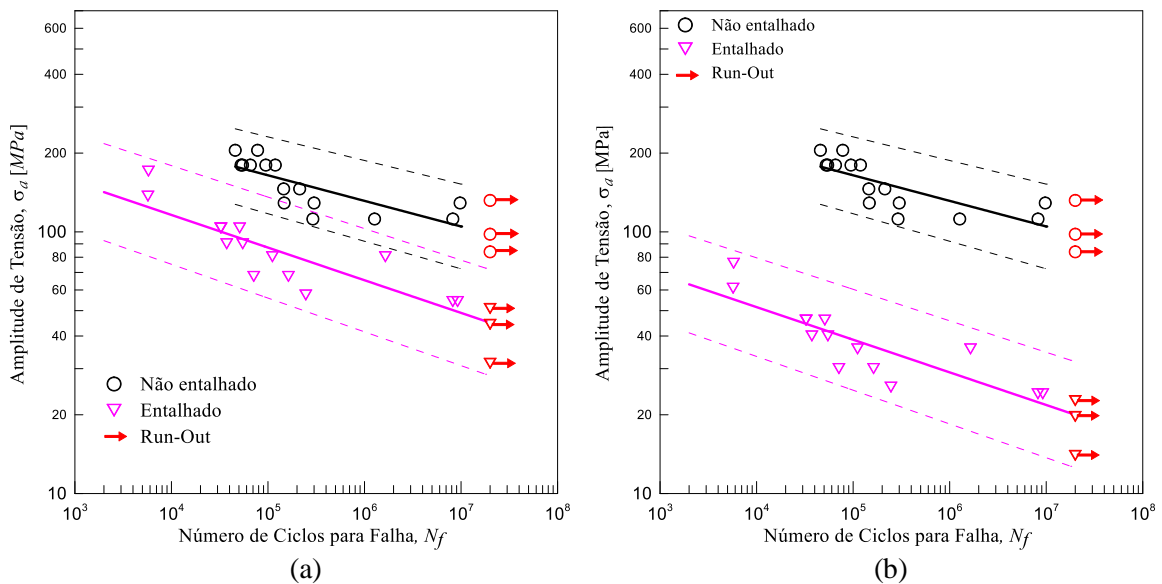 600
400
200
100
80
60
40
20
10
Amplitude de Tensão, σa [MPa]
Não entalhado
Entalhado
Run-Out
10³ 10⁴ 10⁵ 10⁶ 10⁷ 10⁸
Número de Ciclos para Falha, Nf
(a)
600
400
200
100
80
60
40
20
10
Amplitude de Tensão, σa [MPa]
Não entalhado
Entalhado
Run-Out
10³ 10⁴ 10⁵ 10⁶ 10⁷ 10⁸
Número de Ciclos para Falha, Nf
(b)